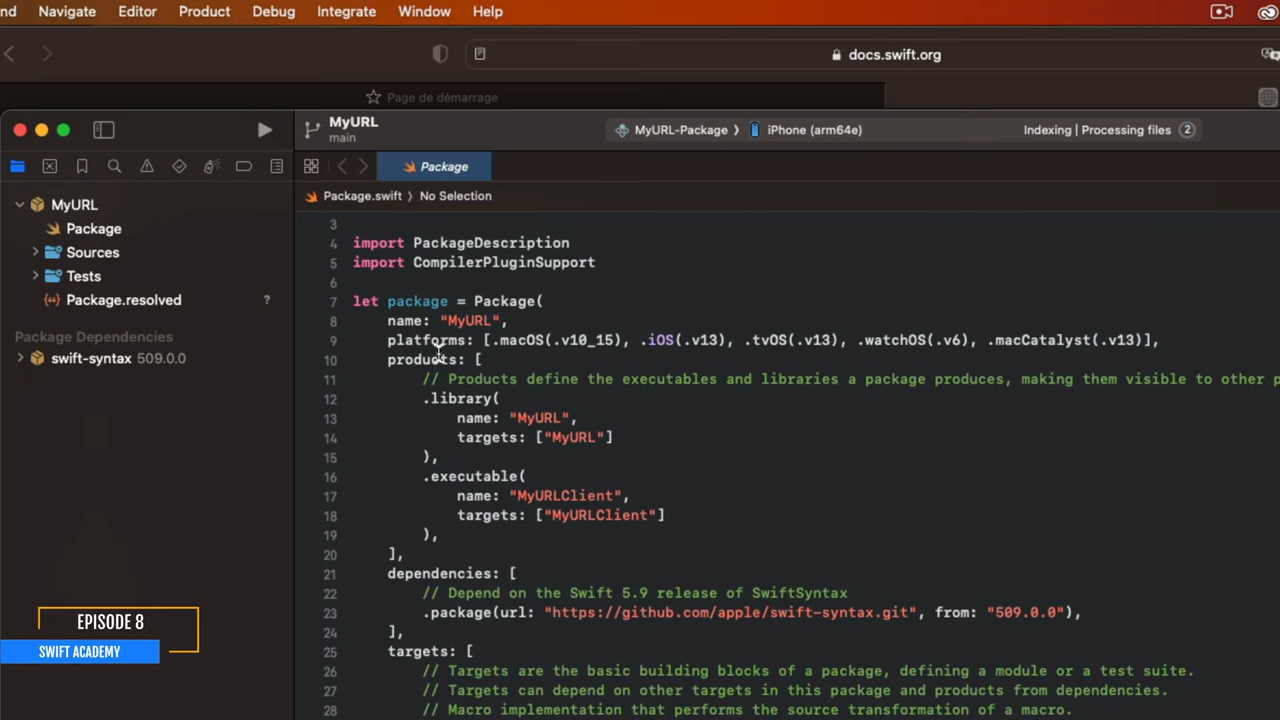 nd Navigate Editor Product Debug Integrate Window Help
docs.swift.org
Page de démarrage
MyURL
main
MyURL-Package 〉 iPhone (arm64e)
Indexing | Processing files 2
Package
Package.swift 〉 No Selection
MyURL
Package
Sources
Tests
Package.resolved ?
Package Dependencies
swift-syntax 509.0.0
3
4 import PackageDescription
5 import CompilerPluginSupport
6
7 let package = Package(
8 name: "MyURL",
9 platforms: [.macOS(.v10_15), .iOS(.v13), .tvOS(.v13), .watchOS(.v6), .macCatalyst(.v13)],
10 products: [
11 // Products define the executables and libraries a package produces, making them visible to other p
12 .library(
13 name: "MyURL",
14 targets: ["MyURL"]
15 ),
16 .executable(
17 name: "MyURLClient",
18 targets: ["MyURLClient"]
19 ),
20 ],
21 dependencies: [
22 // Depend on the Swift 5.9 release of SwiftSyntax
23 .package(url: "https://github.com/apple/swift-syntax.git", from: "509.0.0"),
24 ],
25 targets: [
26 // Targets are the basic building blocks of a package, defining a module or a test suite.
27 // Targets can depend on other targets in this package and products from dependencies.
28 // Macro implementation that performs the source transformation of a macro.
EPISODE 8
SWIFT ACADEMY